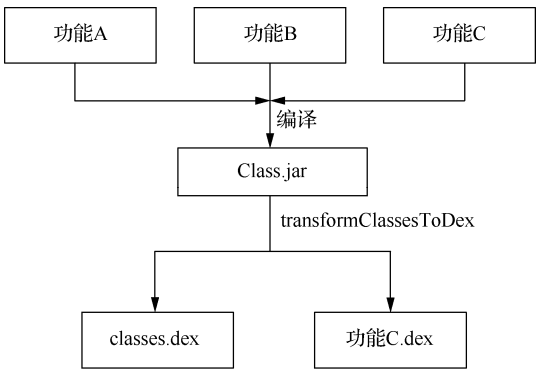 功能A
功能B
功能C
编译
Class.jar
transformClassesToDex
classes.dex
功能C.dex